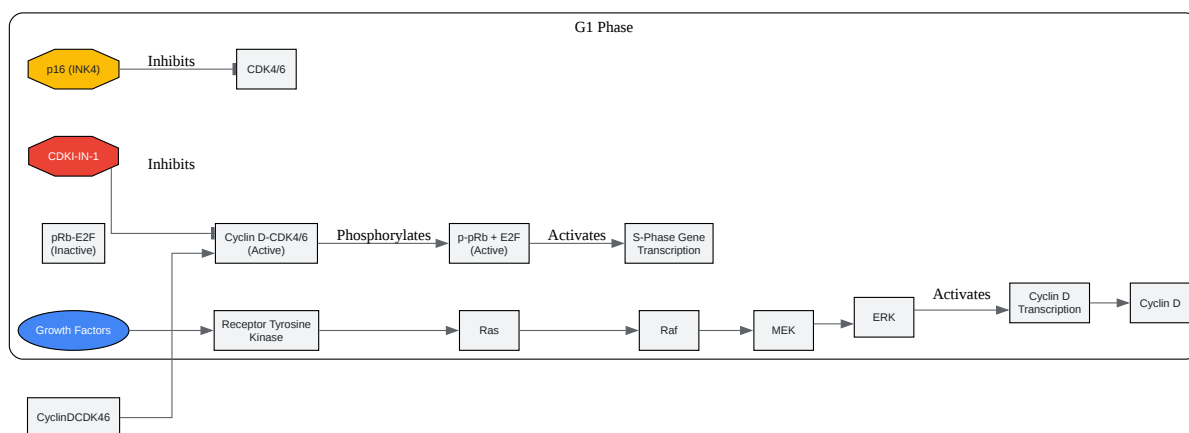 G1 Phase
p16 (INK4)
Inhibits
CDK4/6
CDKI-IN-1
Inhibits
pRb-E2F
(Inactive)
Cyclin D-CDK4/6
(Active)
Phosphorylates
p-pRb + E2F
(Active)
Activates
S-Phase Gene
Transcription
Growth Factors
Receptor Tyrosine
Kinase
Ras
Raf
MEK
ERK
Activates
Cyclin D
Transcription
Cyclin D
CyclinDCDK46